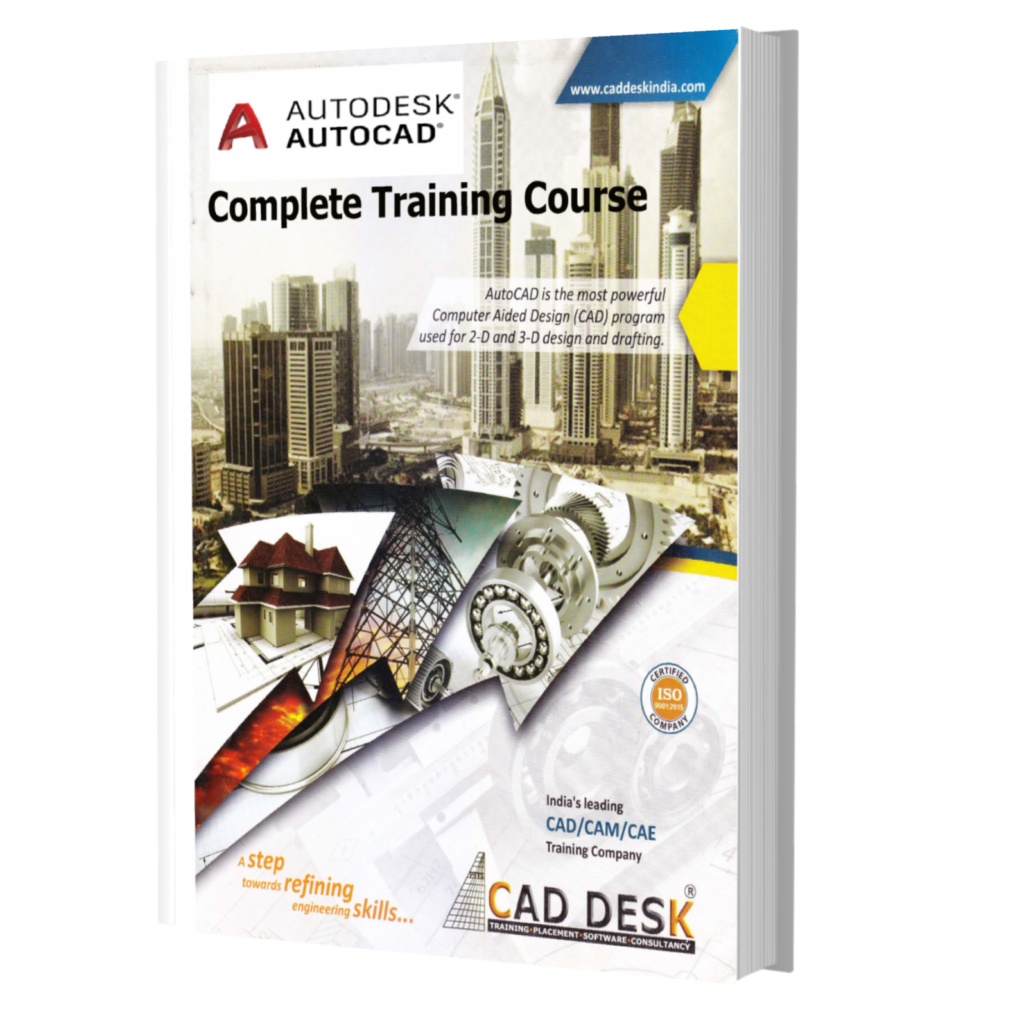 www.caddeskindia.com
AUTODESK®
AUTOCAD®
Complete Training Course
AutoCAD is the most powerful
Computer Aided Design (CAD) program
used for 2-D and 3-D design and drafting.
CERTIFIED
ISO
9001:2015
COMPANY
India's leading
CAD/CAM/CAE
Training Company
A step
towards refining
engineering skills...
CAD DESK®
TRAINING•PLACEMENT•SOFTWARE•CONSULTANCY